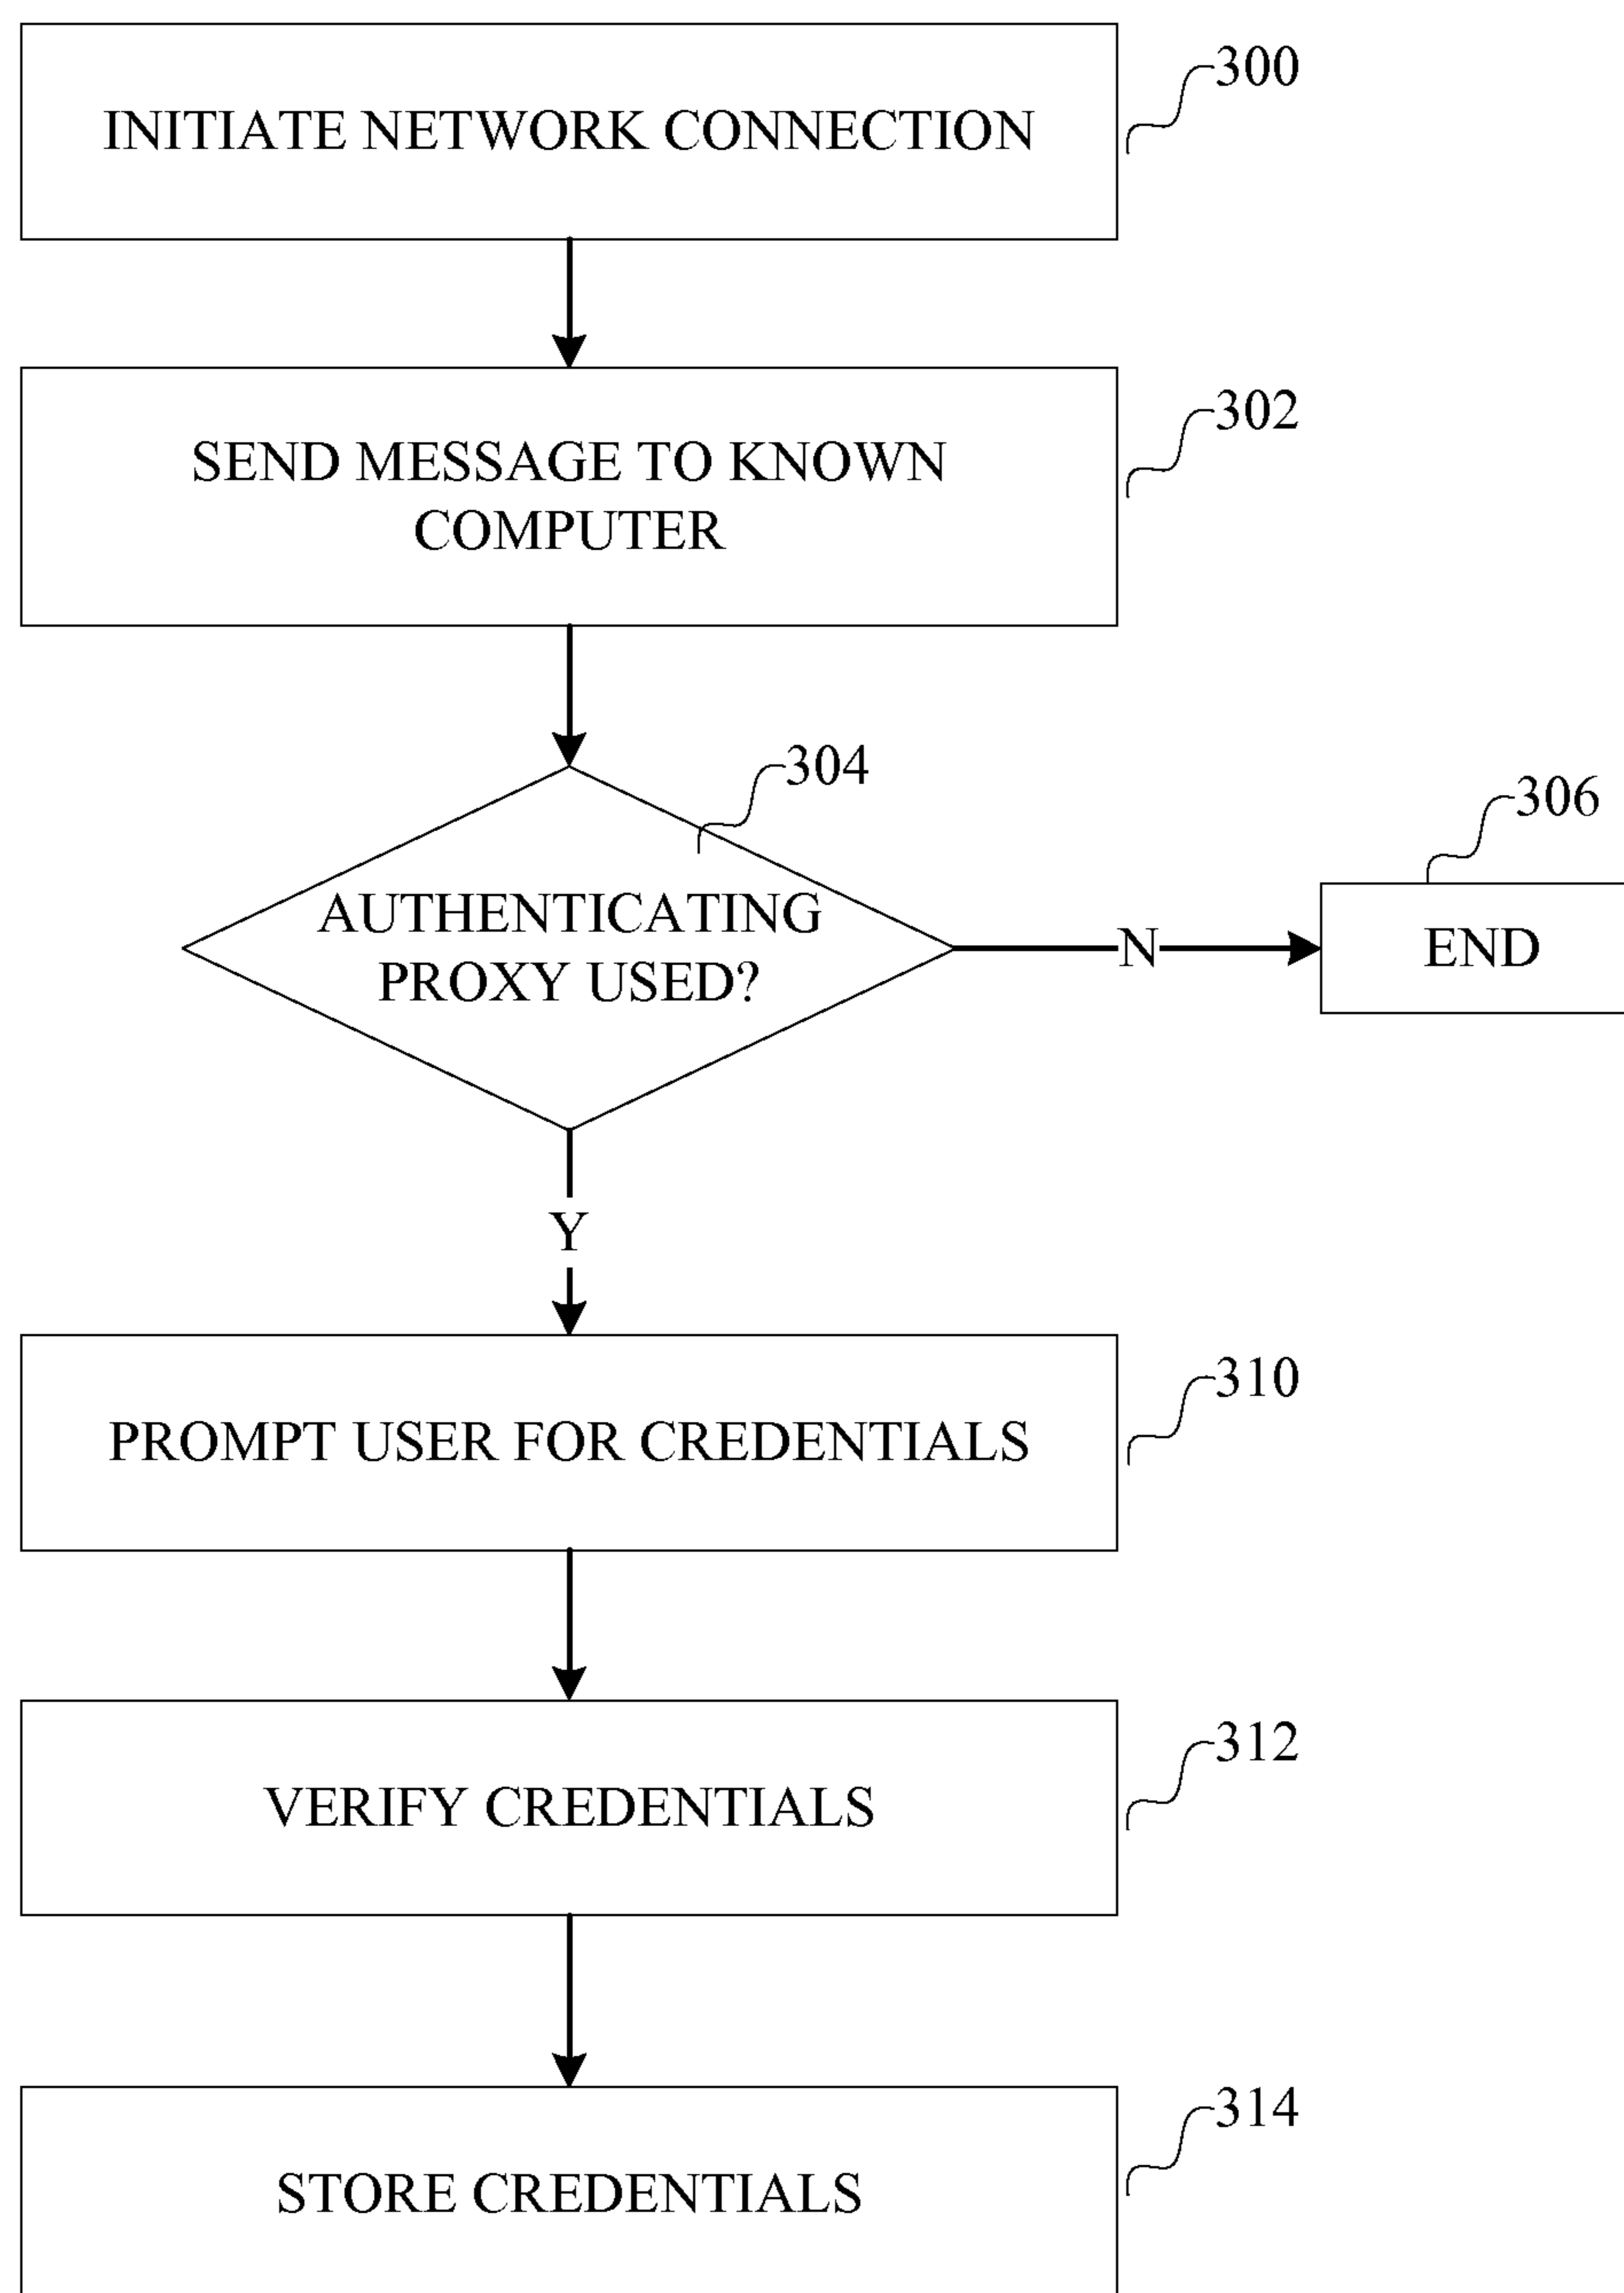 300
INITIATE NETWORK CONNECTION
302
SEND MESSAGE TO KNOWN
COMPUTER
304
306
AUTHENTICATING
PROXY USED?
N
END
Y
310
PROMPT USER FOR CREDENTIALS
312
VERIFY CREDENTIALS
314
STORE CREDENTIALS